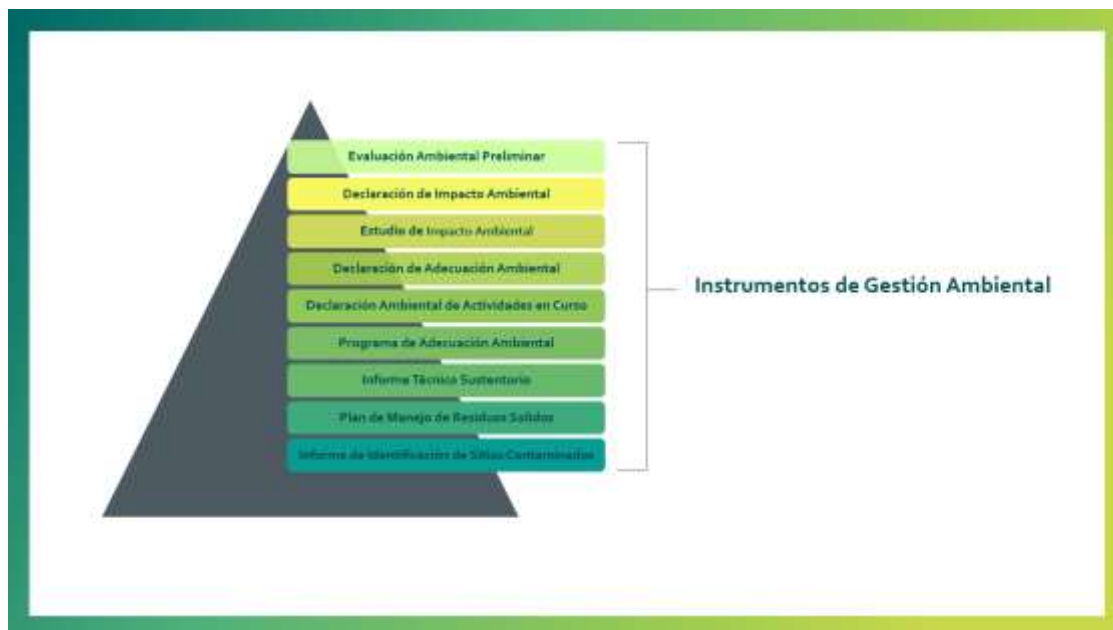 Evaluación Ambiental Preliminar
Declaración de Impacto Ambiental
Estudio de Impacto Ambiental
Declaración de Adecuación Ambiental
Declaración Ambiental de Actividades en Curso
Programa de Adecuación Ambiental
Informe Técnico Sustentorio
Plan de Manejo de Residuos Solidos
Informe de Identificación de Sitios Contaminados
Instrumentos de Gestión Ambiental